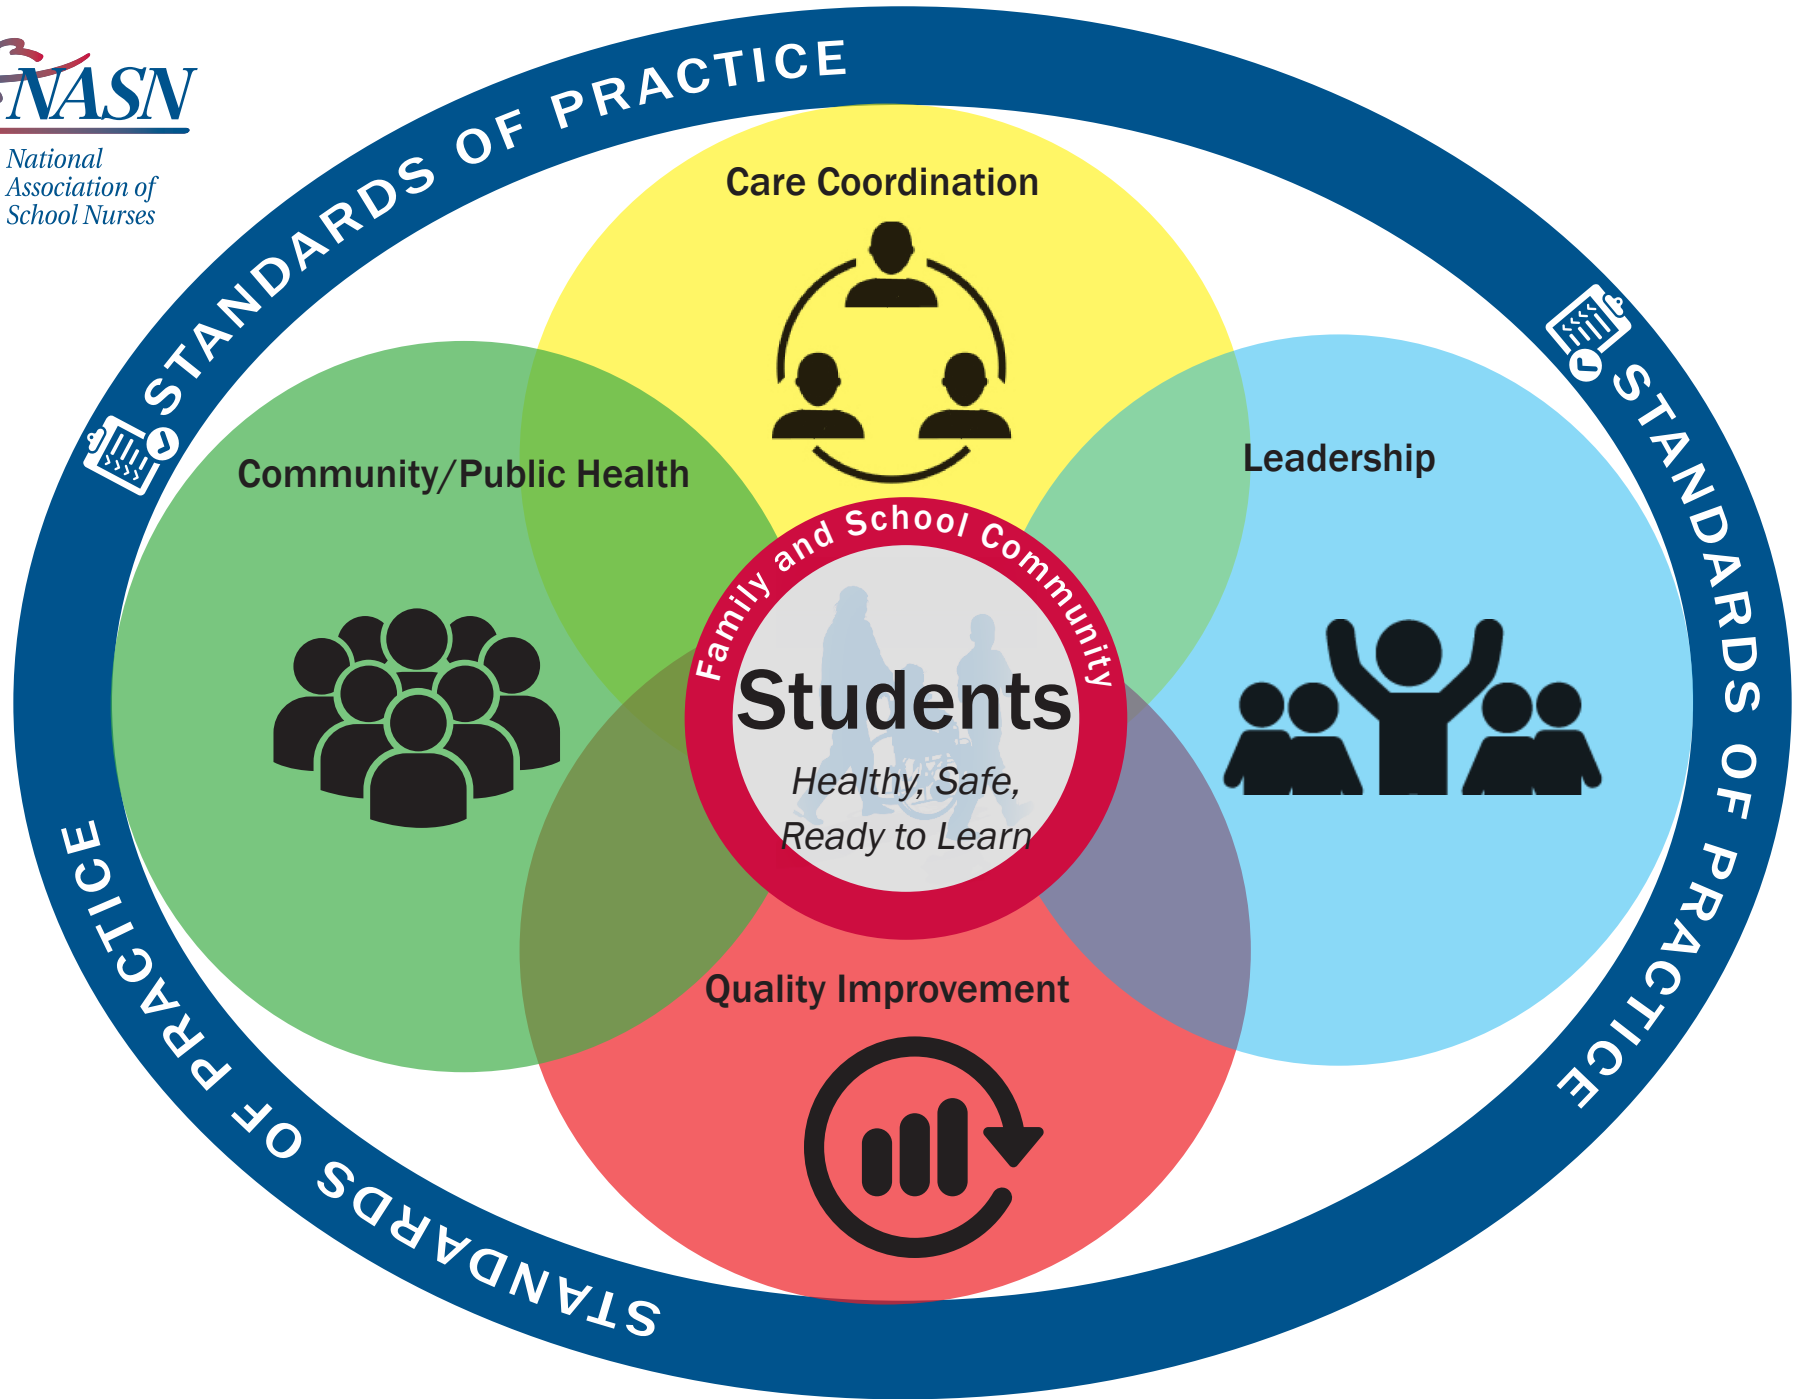 NASN
National
Association of
School Nurses
STANDARDS OF PRACTICE
Care Coordination
Community/Public Health
Leadership
STANDARDS OF PRACTICE
Family and School Community
Students
Healthy, Safe,
Ready to Learn
Quality Improvement
STANDARDS OF PRACTICE